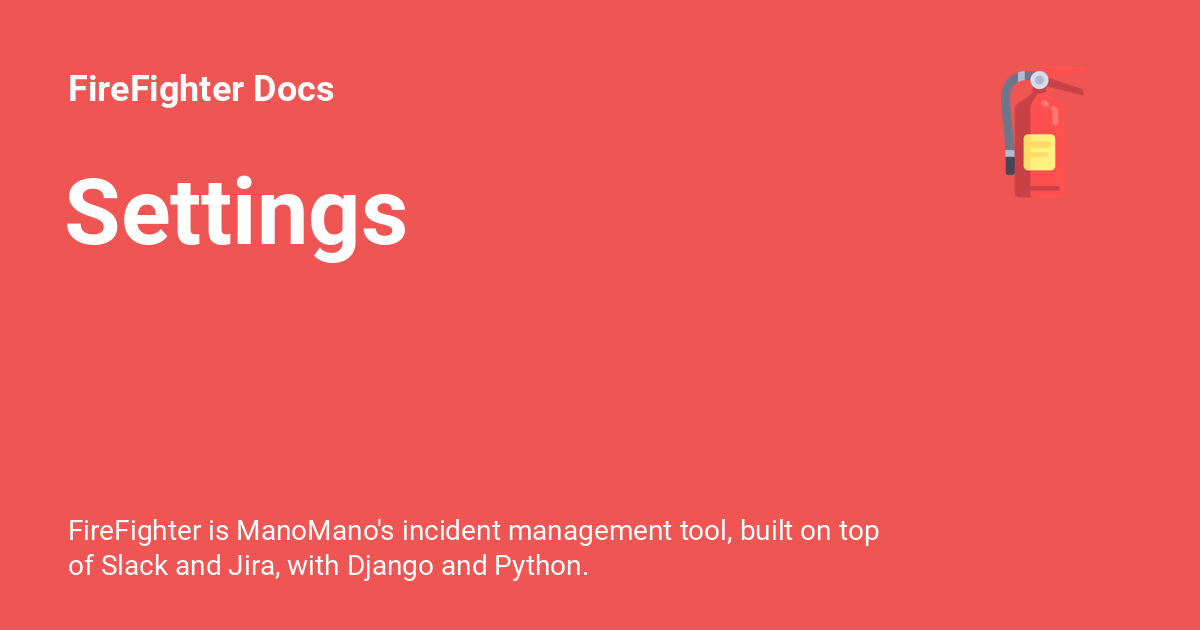 FireFighter Docs
Settings
FireFighter is ManoMano's incident management tool, built on top
of Slack and Jira, with Django and Python.